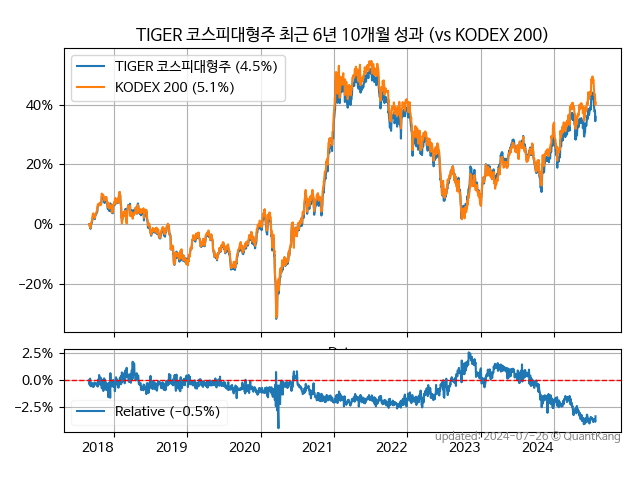 TIGER 코스피대형주 최근 6년 10개월 성과 (vs KODEX 200)
TIGER 코스피대형주 (4.5%)
KODEX 200 (5.1%)
40%
20%
0%
−20%
2.5%
0.0%
−2.5%
Relative (−0.5%)
2018 2019 2020 2021 2022 2023 2024
updated: 2024-07-26 © QuantKang